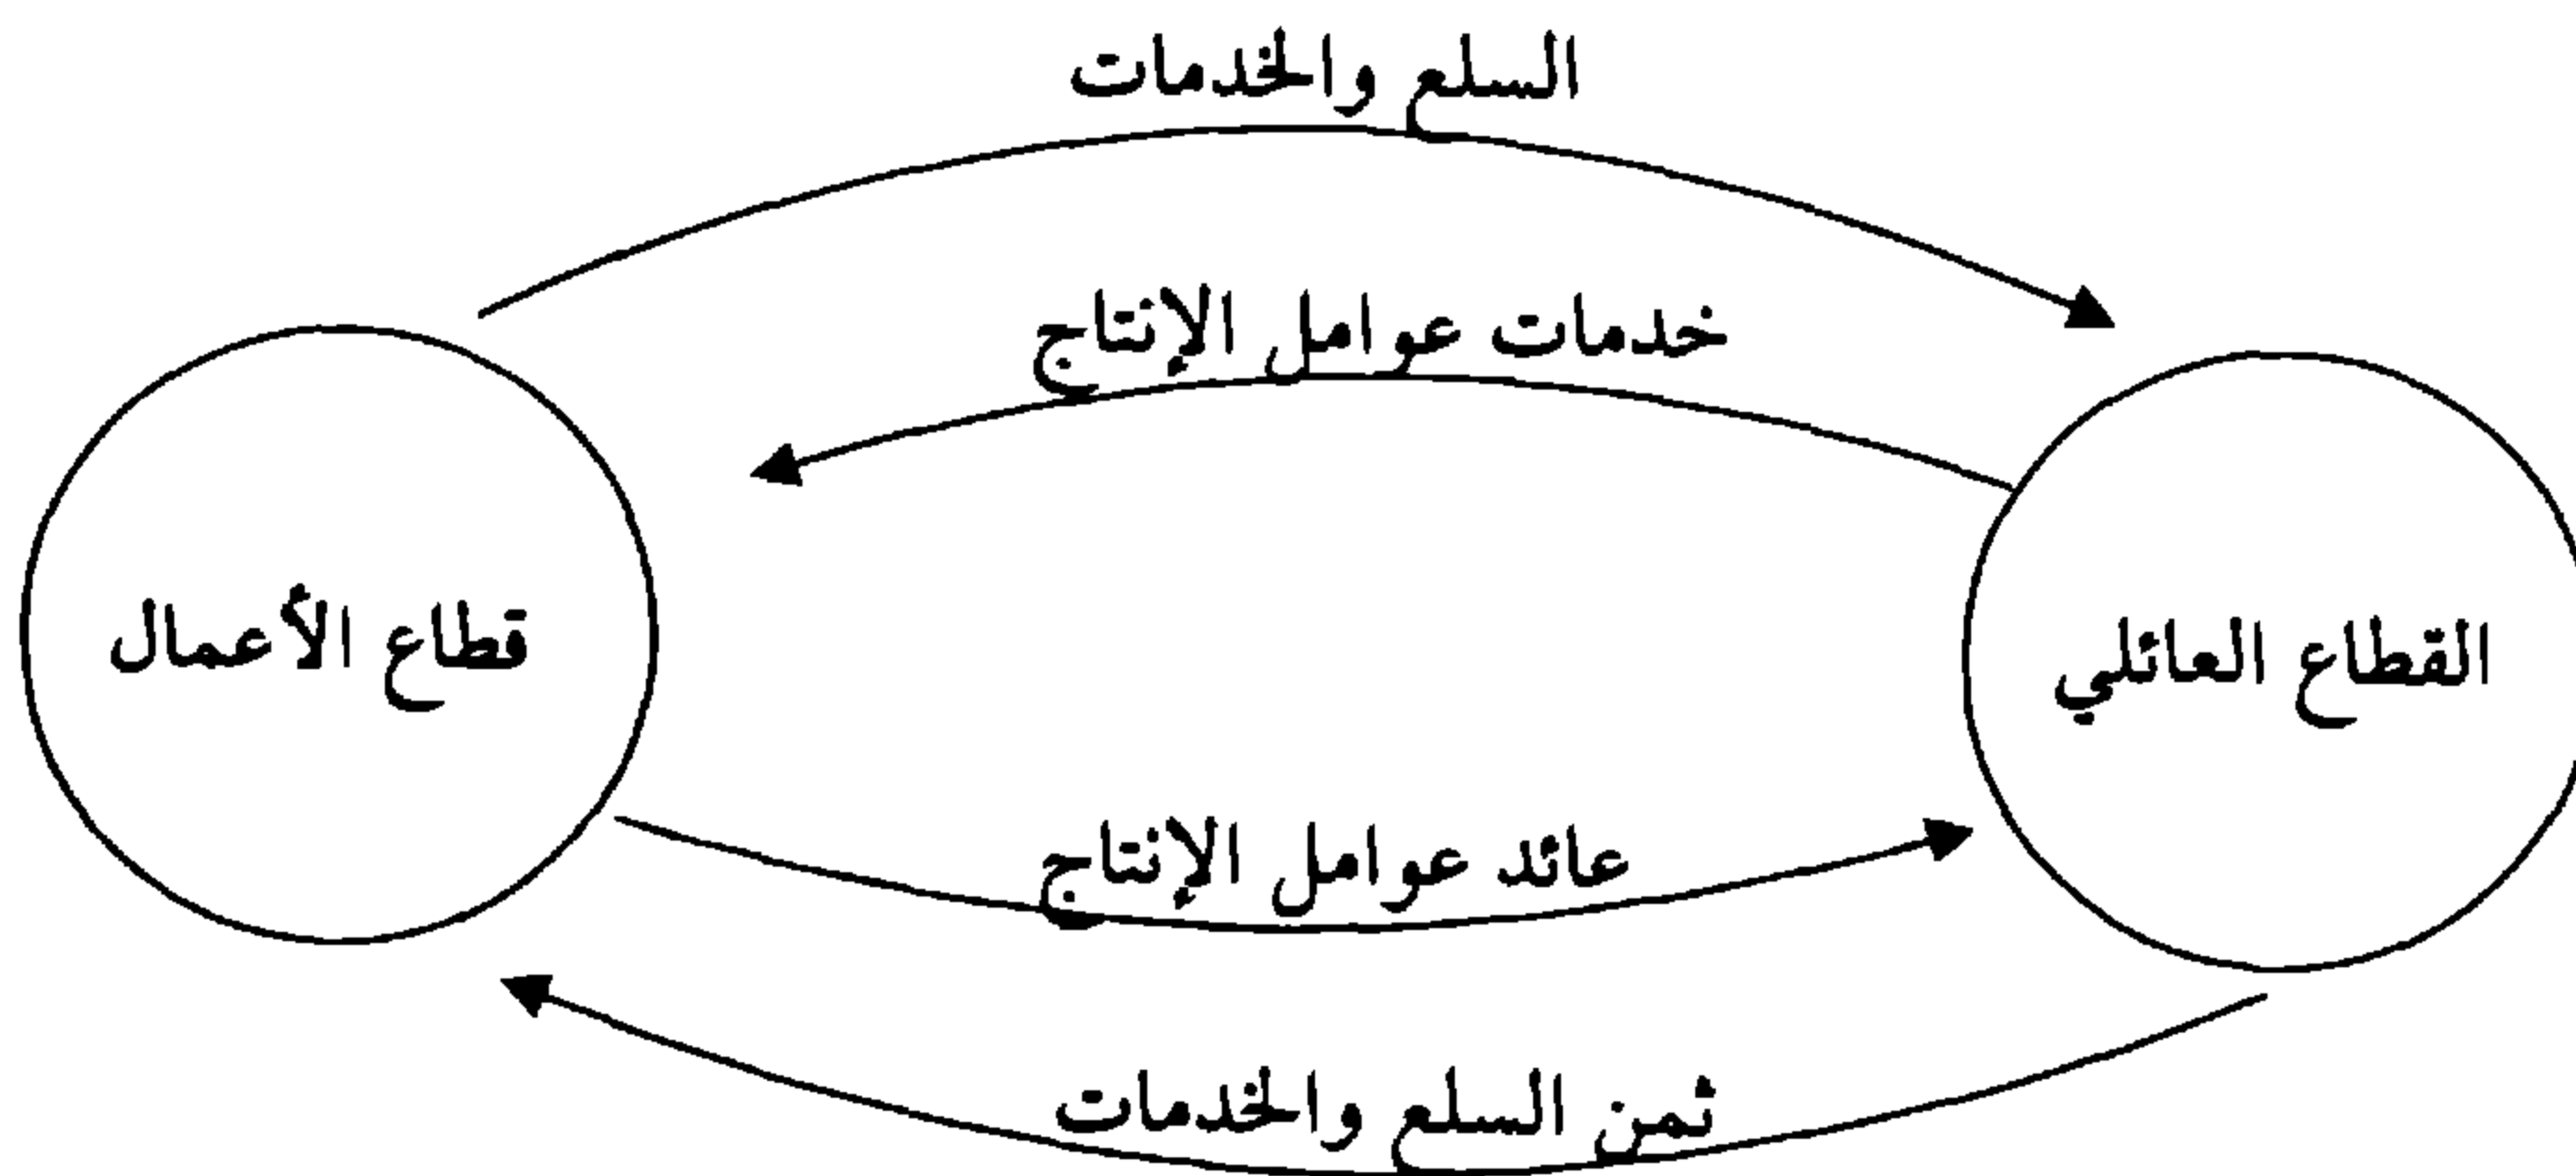 السلع والخدمات
خدمات عوامل الإنتاج
القطاع العائلي
قطاع الأعمال
عائد عوامل الإنتاج
ثمن السلع والخدمات